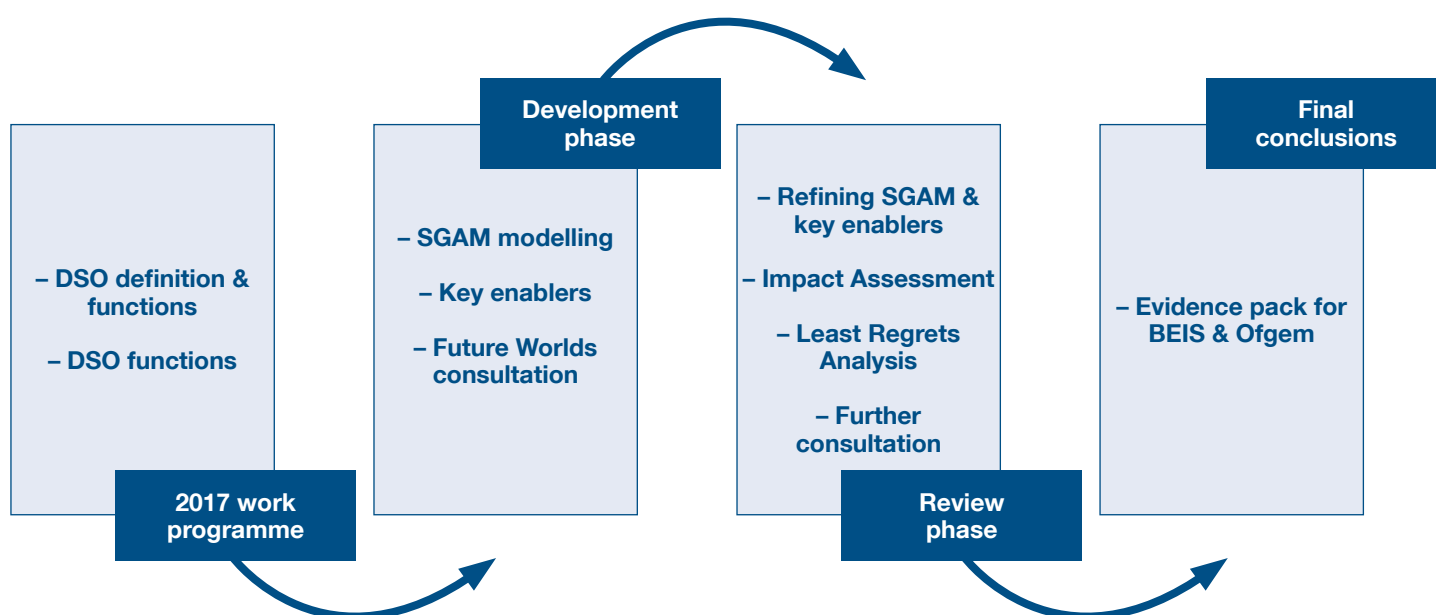 – DSO definition &
functions
– DSO functions
2017 work
programme
Development
phase
– SGAM modelling
– Key enablers
– Future Worlds
consultation
– Refining SGAM &
key enablers
– Impact Assessment
– Least Regrets
Analysis
– Further
consultation
Review
phase
Final
conclusions
– Evidence pack for
BEIS & Ofgem